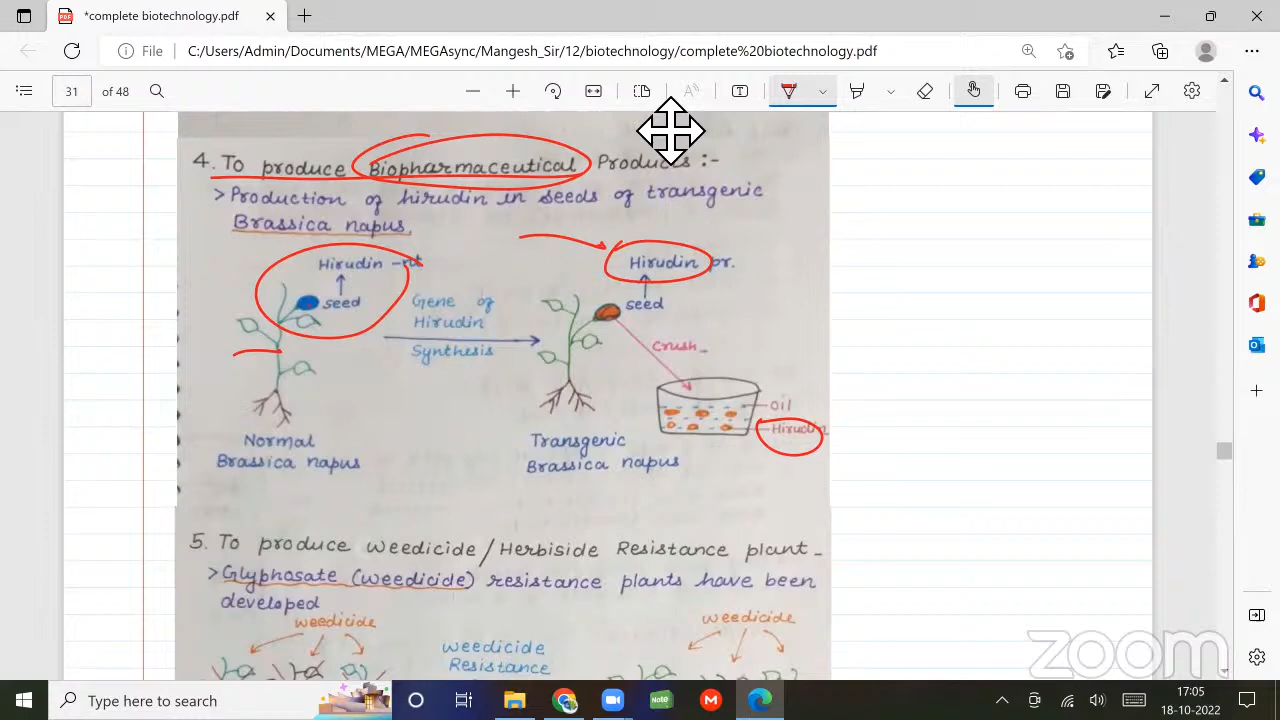 *complete biotechnology.pdf
File
C:/Users/Admin/Documents/MEGA/MEGAsync/Mangesh_Sir/12/biotechnology/complete%20biotechnology.pdf
31 of 48
4. To produce Biopharmaceutical Products :-
> Production of hirudin in seeds of transgenic
Brassica napus.
Hirudin
seed
Gene of
Hirudin
Synthesis
Hirudin pr.
seed
Crush
Oil
Hirudin
Normal
Brassica napus
Transgenic
Brassica napus
5. To produce weedicide/Herbiside Resistance plant
> Glyphosate (weedicide) resistance plants have been
developed
weedicide
weedicide
Resistance
weedicide
zoom
Type here to search
Note
17:05
18-10-2022